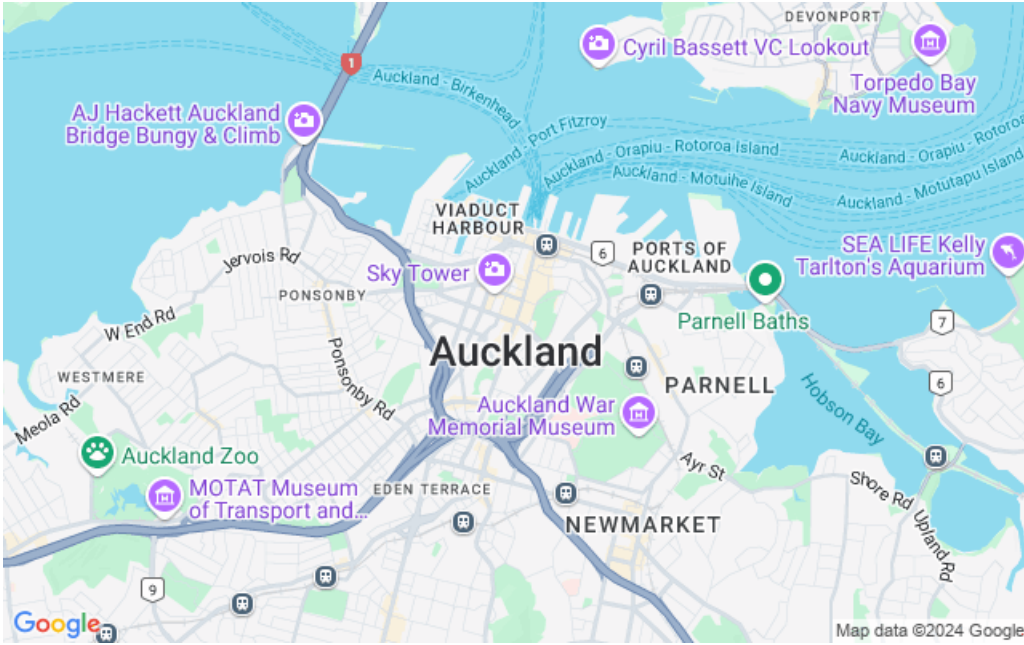 DEVONPORT
Cyril Bassett VC Lookout
Torpedo Bay
Navy Museum
1
Auckland - Birkenhead
AJ Hackett Auckland
Bridge Bungy & Climb
Auckland - Port Fitzroy
Auckland - Orapiu - Rotoroa Island
Auckland - Orapiu - Rotoroa
Auckland - Motuihe Island
Auckland - Motutapu Island
VIADUCT
HARBOUR
6
PORTS OF
AUCKLAND
SEA LIFE Kelly
Tarlton's Aquarium
Jervois Rd
Sky Tower
PONSONBY
Parnell Baths
7
W End Rd
Auckland
Ponsonby Rd
WESTMERE
PARNELL
6
Hobson Bay
Meola Rd
Auckland War
Memorial Museum
Auckland Zoo
Ayr St
MOTAT Museum
of Transport and...
EDEN TERRACE
Shore Rd
NEWMARKET
Upland Rd
9
Google
Map data ©2024 Google